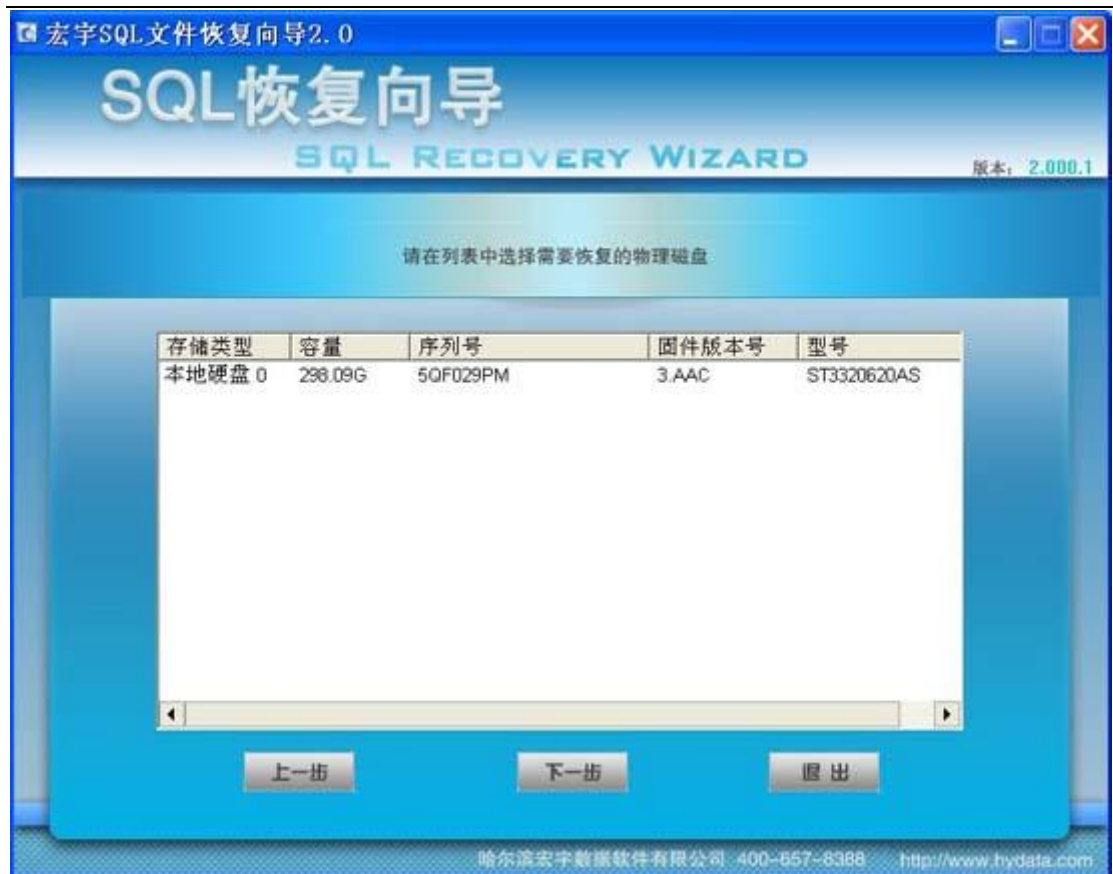 宏宇SQL文件恢复向导2.0
SQL恢复向导
SQL RECOVERY WIZARD
版本: 2.000.1
请在列表中选择需要恢复的物理磁盘
存储类型 容量 序列号 固件版本号 型号
本地硬盘 0 298.09G 5QF029PM 3.AAC ST3320620AS
上一步 下一步 退出
哈尔滨宏宇数据软件有限公司 400-657-8388 http://www.hydata.com